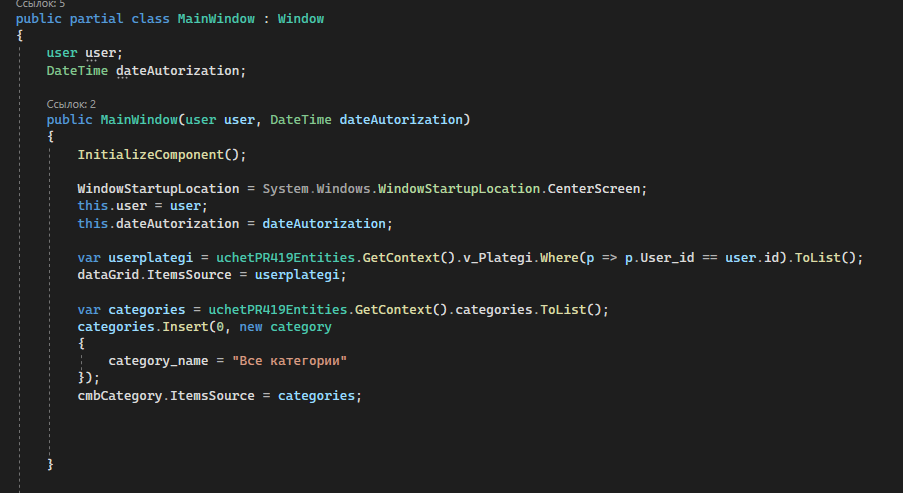 Ссылок: 5
public partial class MainWindow : Window
{
user user;
DateTime dateAutorization;
Ссылок: 2
public MainWindow(user user, DateTime dateAutorization)
{
InitializeComponent();
WindowStartupLocation = System.Windows.WindowStartupLocation.CenterScreen;
this.user = user;
this.dateAutorization = dateAutorization;
var userplategi = uchetPR419Entities.GetContext().v_Plategi.Where(p => p.User_id == user.id).ToList();
dataGrid.ItemsSource = userplategi;
var categories = uchetPR419Entities.GetContext().categories.ToList();
categories.Insert(0, new category
{
category_name = "Все категории"
});
cmbCategory.ItemsSource = categories;
}